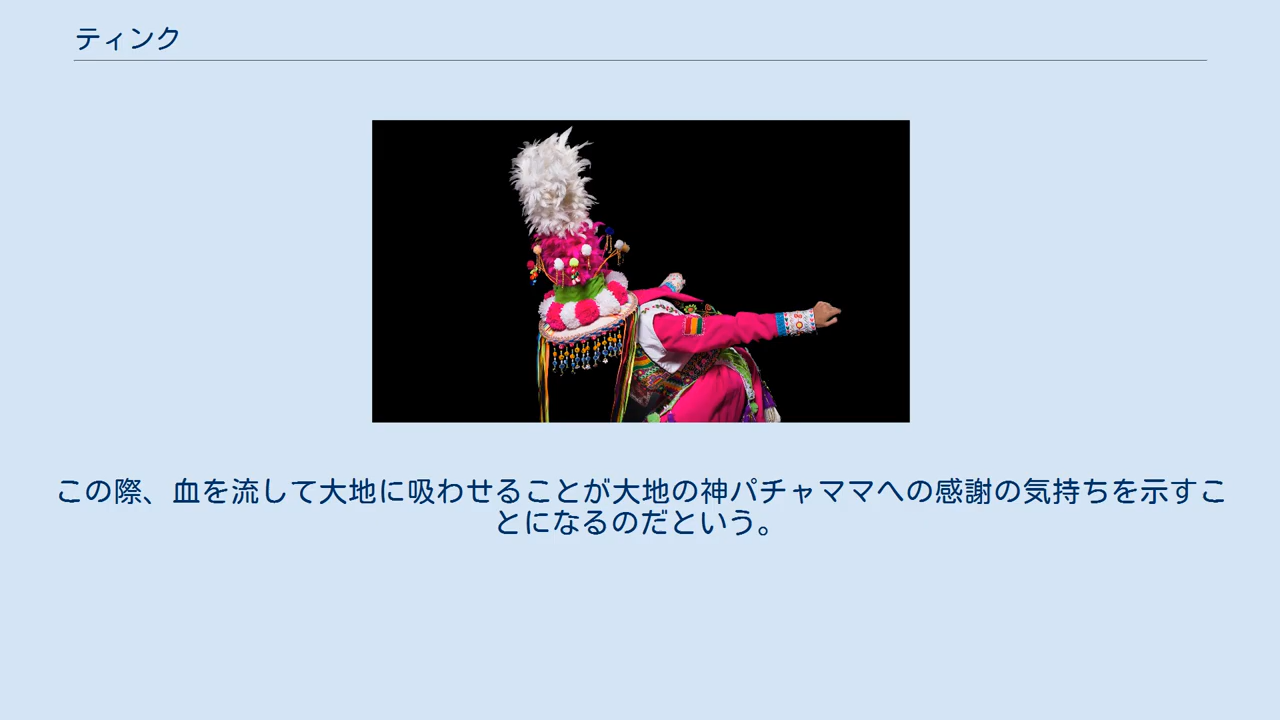 ティンク
この際、血を流して大地に吸わせることが大地の神パチャママへの感謝の気持ちを示すこ
とになるのだという。